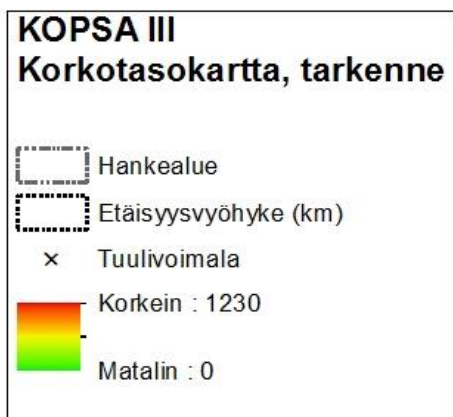 KOPSA III
Korkotasokartta, tarkenne
Hankealue
Etäisyysvyöhyke (km)
Tuulivoimala
Korkein : 1230
Matalin : 0